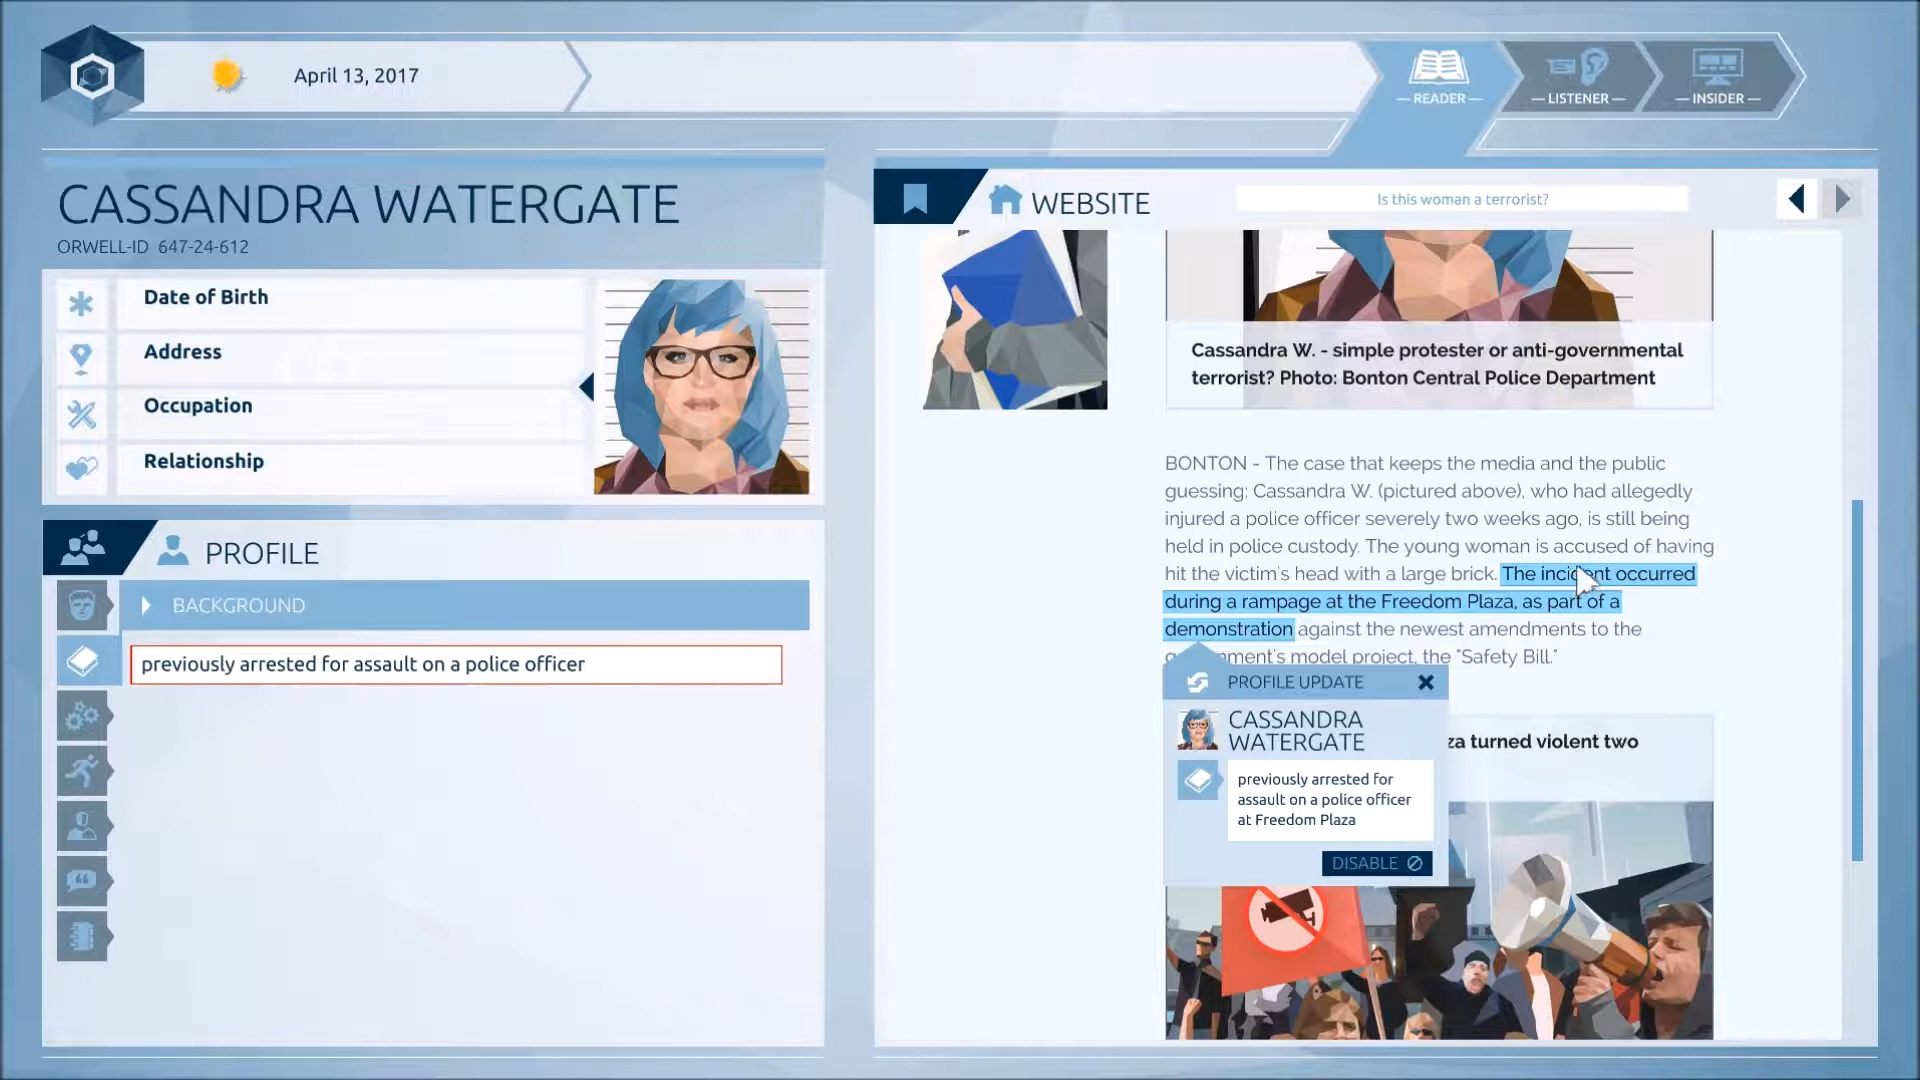 April 13, 2017
— READER —
— LISTENER —
— INSIDER —
CASSANDRA WATERGATE
ORWELL-ID 647-24-612
Date of Birth
Address
Occupation
Relationship
PROFILE
BACKGROUND
previously arrested for assault on a police officer
WEBSITE
Is this woman a terrorist?
Cassandra W. - simple protester or anti-governmental
terrorist? Photo: Bonton Central Police Department
BONTON - The case that keeps the media and the public
guessing: Cassandra W. (pictured above), who had allegedly
injured a police officer severely two weeks ago, is still being
held in police custody. The young woman is accused of having
hit the victim's head with a large brick. The incident occurred
during a rampage at the Freedom Plaza, as part of a
demonstration against the newest amendments to the
nment's model project, the "Safety Bill."
PROFILE UPDATE
CASSANDRA
WATERGATE
previously arrested for
assault on a police officer
at Freedom Plaza
DISABLE
za turned violent two